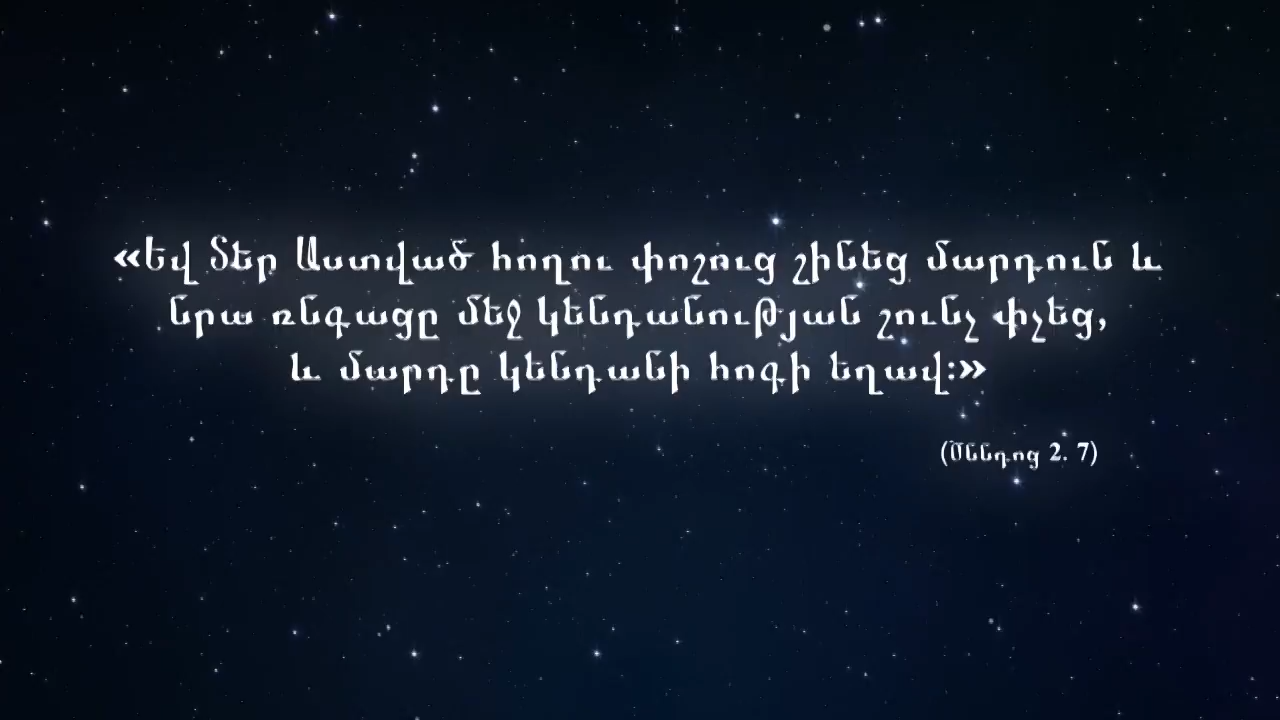 «Եվ Տեր Աստված հողու փոշուց շինեց մարդուն և
նրա ռնգացը մեջ կենդանության շունչ փչեց,
և մարդը կենդանի հոգի եղավ:»
(Ծննդոց 2. 7)